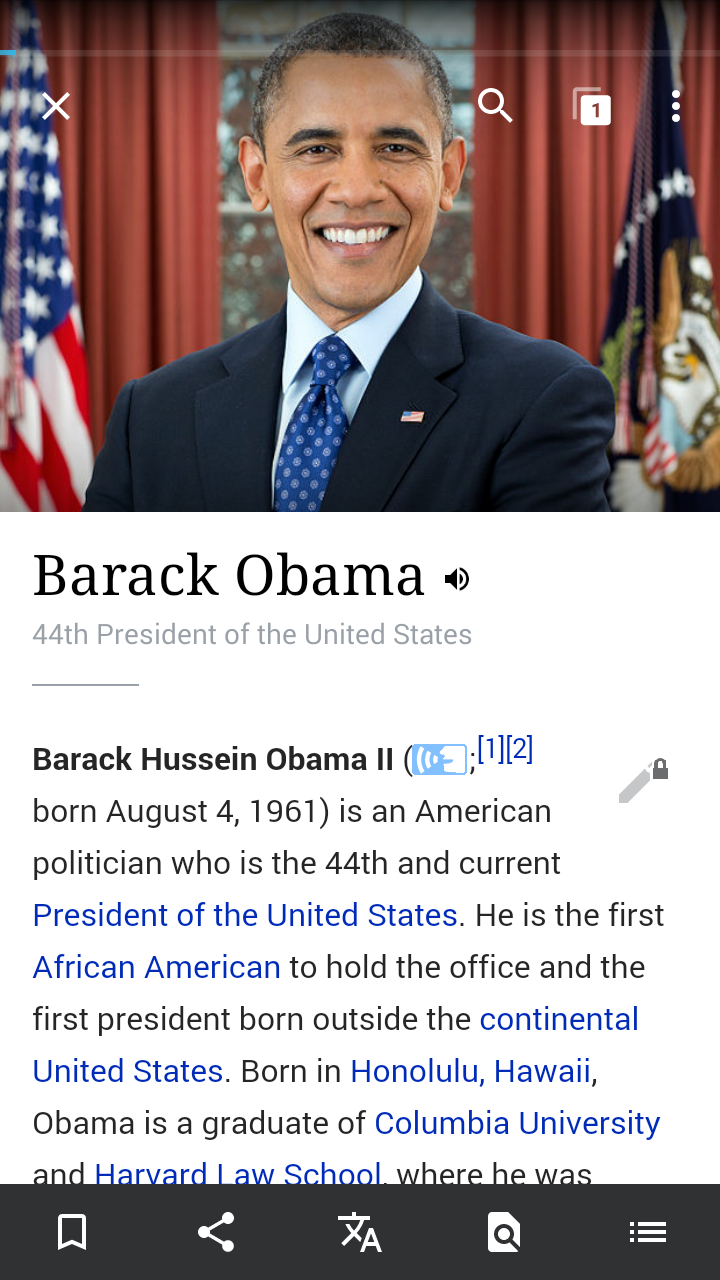 1
Barack Obama
44th President of the United States
Barack Hussein Obama II (;[1][2]
born August 4, 1961) is an American
politician who is the 44th and current
President of the United States. He is the first
African American to hold the office and the
first president born outside the continental
United States. Born in Honolulu, Hawaii,
Obama is a graduate of Columbia University
and Harvard Law School, where he was